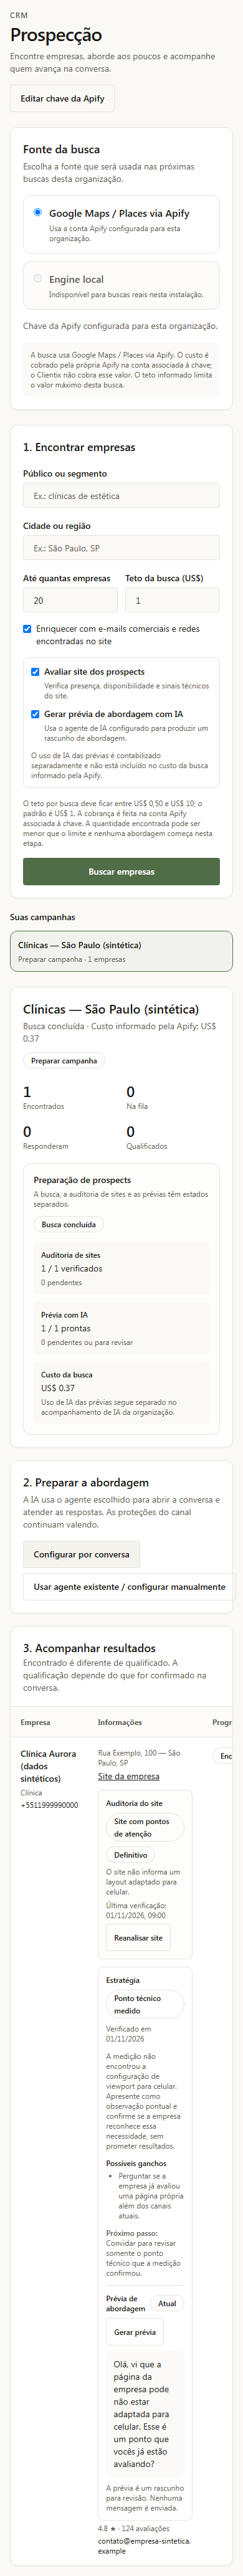 CRM
Prospecção
Encontre empresas, aborde aos poucos e acompanhe
quem avança na conversa.
Editar chave da Apify
Fonte da busca
Escolha a fonte que será usada nas próximas
buscas desta organização.
Google Maps / Places via Apify
Usa a conta Apify configurada para esta
organização.
Engine local
Indisponível para buscas reais nesta instalação.
Chave da Apify configurada para esta organização.
A busca usa Google Maps / Places via Apify. O custo é
cobrado pela própria Apify na conta associada à chave;
o Clientix não cobra esse valor. O teto informado limita
o valor máximo desta busca.
1. Encontrar empresas
Público ou segmento
Ex.: clínicas de estética
Cidade ou região
Ex.: São Paulo, SP
Até quantas empresas
Teto da busca (US$)
20
1
Enriquecer com e-mails comerciais e redes
encontradas no site
Avaliar site dos prospects
Verifica presença, disponibilidade e sinais técnicos
do site.
Gerar prévia de abordagem com IA
Usa o agente de IA configurado para produzir um
rascunho de abordagem.
O uso de IA das prévias é contabilizado
separadamente e não está incluído no custo da busca
informado pela Apify.
O teto por busca deve ficar entre US$ 0,50 e US$ 10; o
padrão é US$ 1. A cobrança é feita na conta Apify
associada à chave. A quantidade encontrada pode ser
menor que o limite e nenhuma abordagem começa nesta
etapa.
Buscar empresas
Suas campanhas
Clínicas — São Paulo (sintética)
Preparar campanha · 1 empresas
Clínicas — São Paulo (sintética)
Busca concluída · Custo informado pela Apify: US$
0.37
Preparar campanha
1
Encontrados
0
Na fila
0
Responderam
0
Qualificados
Preparação de prospects
A busca, a auditoria de sites e as prévias têm estados
separados.
Busca concluída
Auditoria de sites
1 / 1 verificados
0 pendentes
Prévia com IA
1 / 1 prontas
0 pendentes ou para revisar
Custo da busca
US$ 0.37
Uso de IA das prévias segue separado no
acompanhamento de IA da organização.
2. Preparar a abordagem
A IA usa o agente escolhido para abrir a conversa e
atender as respostas. As proteções do canal
continuam valendo.
Configurar por conversa
Usar agente existente / configurar manualmente
3. Acompanhar resultados
Encontrado é diferente de qualificado. A
qualificação depende do que for confirmado na
conversa.
Empresa
Informações
Progr
Clínica Aurora
(dados
sintéticos)
Clínica
+5511999990000
Rua Exemplo, 100 — São
Paulo, SP
Site da empresa
Enc
Auditoria do site
Site com pontos
de atenção
Definitivo
O site não informa um
layout adaptado para
celular.
Última verificação:
01/11/2026, 09:00
Reanalisar site
Estratégia
Ponto técnico
medido
Verificado em
01/11/2026
A medição não
encontrou a
configuração de
viewport para celular.
Apresente como
observação pontual e
confirme se a empresa
reconhece essa
necessidade, sem
prometer resultados.
Possíveis ganchos
• Perguntar se a
empresa já avaliou
uma página própria
além dos canais
atuais.
Próximo passo:
Convidar para revisar
somente o ponto
técnico que a medição
confirmou.
Prévia de
abordagem
Atual
Gerar prévia
Olá, vi que a
página da
empresa pode
não estar
adaptada para
celular. Esse é
um ponto que
vocês já estão
avaliando?
A prévia é um rascunho
para revisão. Nenhuma
mensagem é enviada.
4.8 ★ · 124 avaliações
contato@empresa-sintetica.
example